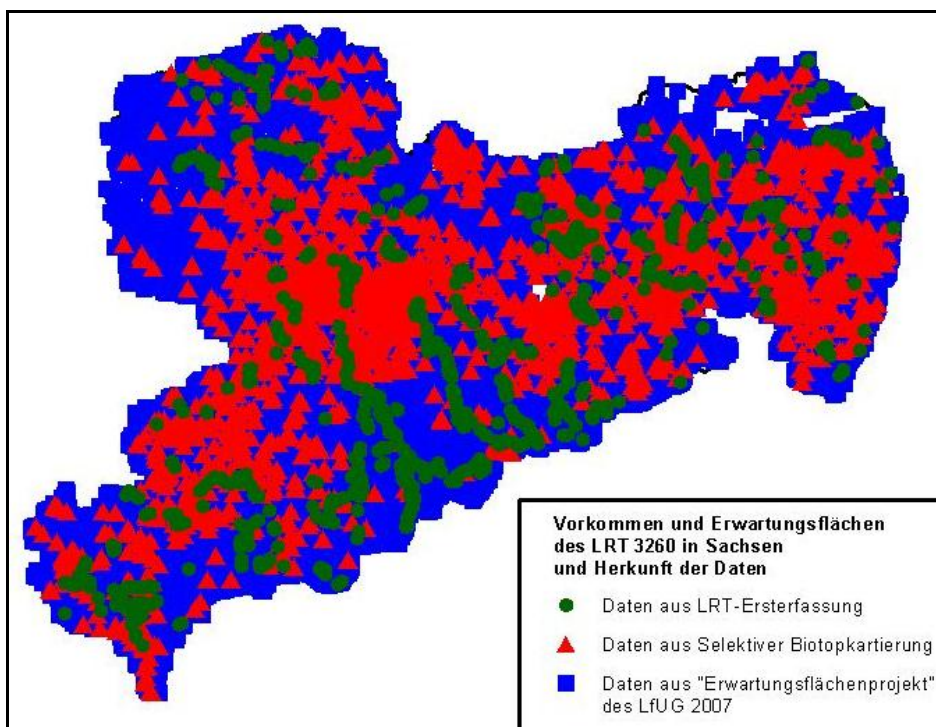 Vorkommen und Erwartungsflächen
des LRT 3260 in Sachsen
und Herkunft der Daten
Daten aus LRT-Ersterfassung
Daten aus Selektiver Biotopkartierung
Daten aus "Erwartungsflächenprojekt"
des LfUG 2007